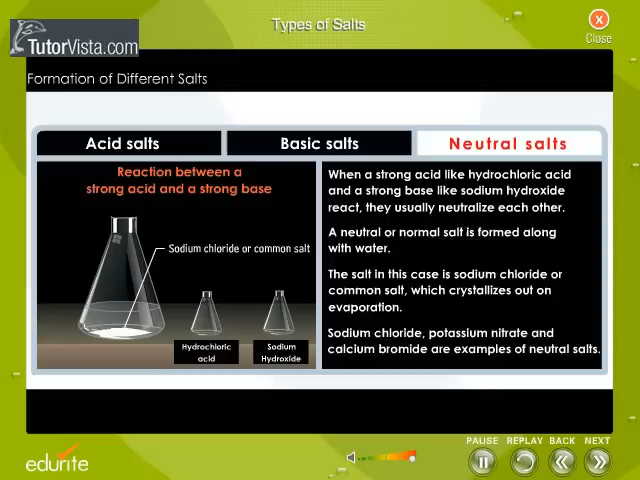 Types of Salts
Close
TutorVista.com
Formation of Different Salts
Acid salts
Basic salts
Neutral salts
Reaction between a
strong acid and a strong base
Sodium chloride or common salt
Hydrochloric
acid
Sodium
Hydroxide
When a strong acid like hydrochloric acid
and a strong base like sodium hydroxide
react, they usually neutralize each other.
A neutral or normal salt is formed along
with water.
The salt in this case is sodium chloride or
common salt, which crystallizes out on
evaporation.
Sodium chloride, potassium nitrate and
calcium bromide are examples of neutral salts.
PAUSE
REPLAY
BACK
NEXT
edurite